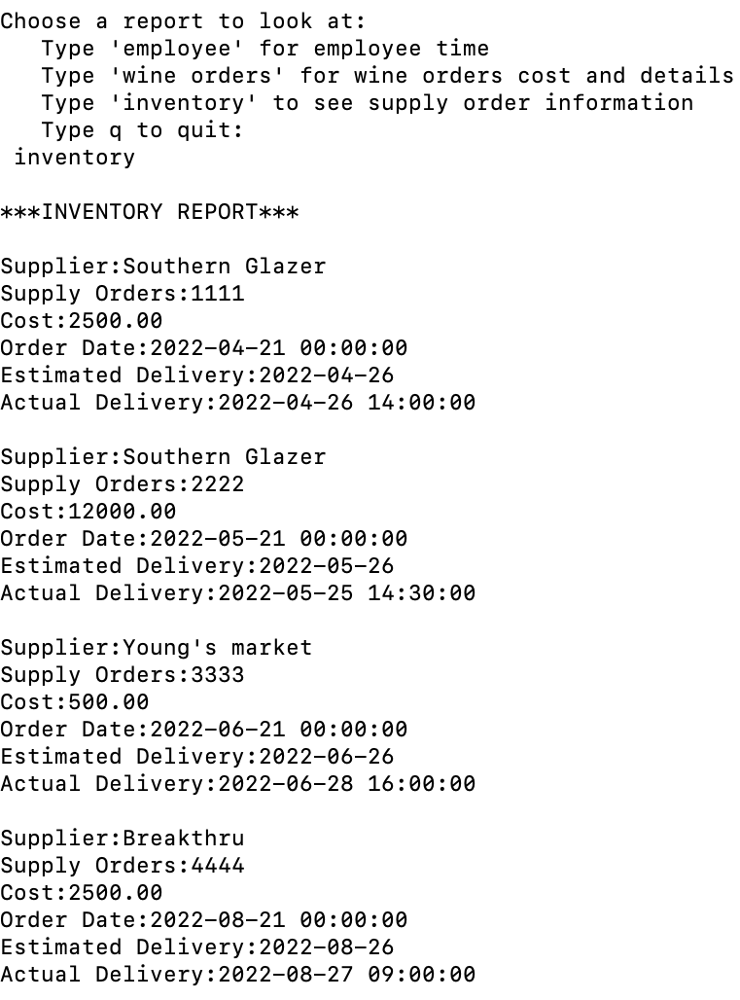 Choose a report to look at:
   Type 'employee' for employee time
   Type 'wine orders' for wine orders cost and details
   Type 'inventory' to see supply order information
   Type q to quit:
 inventory

***INVENTORY REPORT***

Supplier:Southern Glazer
Supply Orders:1111
Cost:2500.00
Order Date:2022-04-21 00:00:00
Estimated Delivery:2022-04-26
Actual Delivery:2022-04-26 14:00:00

Supplier:Southern Glazer
Supply Orders:2222
Cost:12000.00
Order Date:2022-05-21 00:00:00
Estimated Delivery:2022-05-26
Actual Delivery:2022-05-25 14:30:00

Supplier:Young's market
Supply Orders:3333
Cost:500.00
Order Date:2022-06-21 00:00:00
Estimated Delivery:2022-06-26
Actual Delivery:2022-06-28 16:00:00

Supplier:Breakthru
Supply Orders:4444
Cost:2500.00
Order Date:2022-08-21 00:00:00
Estimated Delivery:2022-08-26
Actual Delivery:2022-08-27 09:00:00